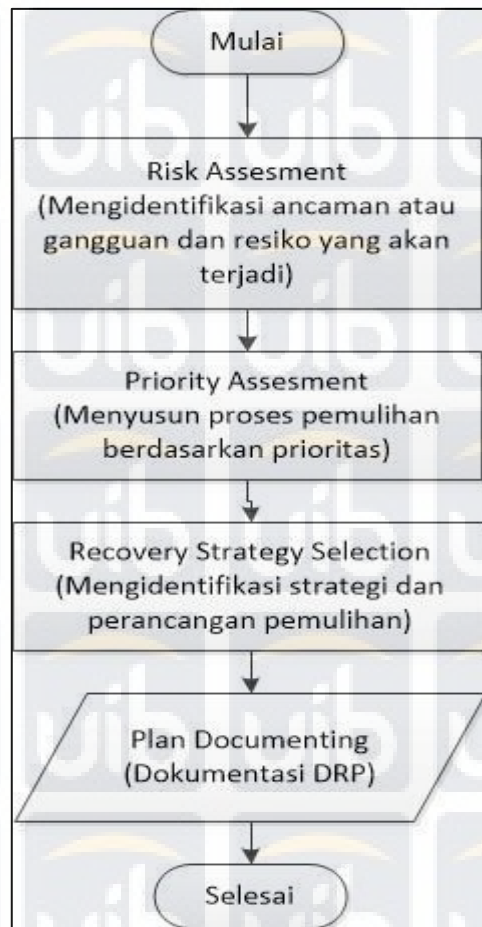 Mulai
Risk Assesment
(Mengidentifikasi ancaman atau
gangguan dan resiko yang akan
terjadi)
Priority Assesment
(Menyusun proses pemulihan
berdasarkan prioritas)
Recovery Strategy Selection
(Mengidentifikasi strategi dan
perancangan pemulihan)
Plan Documenting
(Dokumentasi DRP)
Selesai